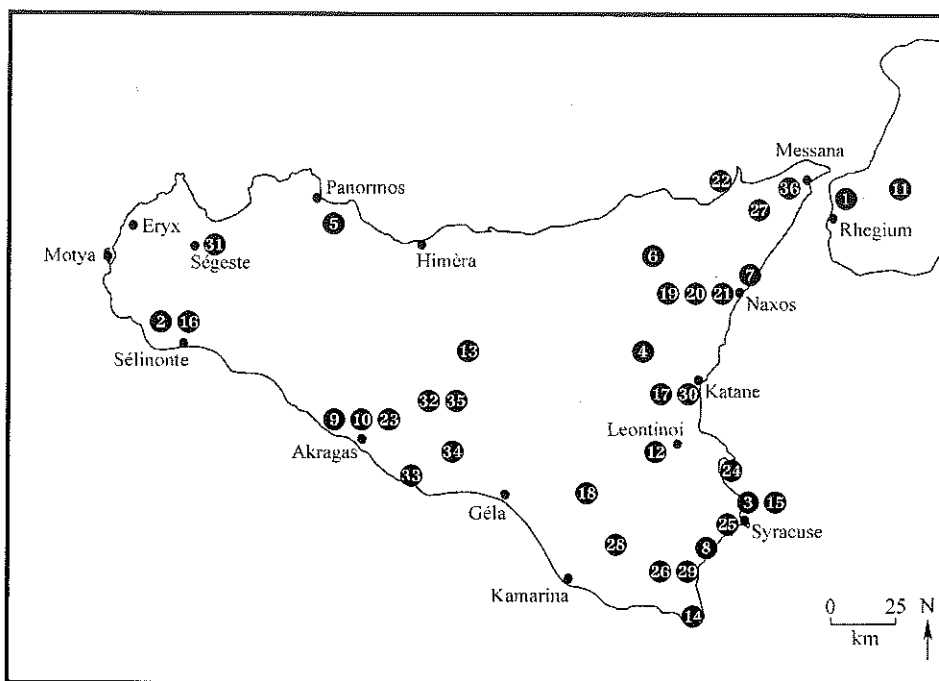 Messana
22
36
Panormos
27
1
11
Eryx
5
Rhegium
31
Motya
Ségeste
Himèra
6
7
19 20 21
Naxos
2 16
13
4
Sélinonte
Katane
17 30
32 35
Leontinoi
9 10 23
12
Akragas
34
24
33
18
3 15
Géla
25
Syracuse
28
8
26 29
Kamarina
14
0 25 N
km